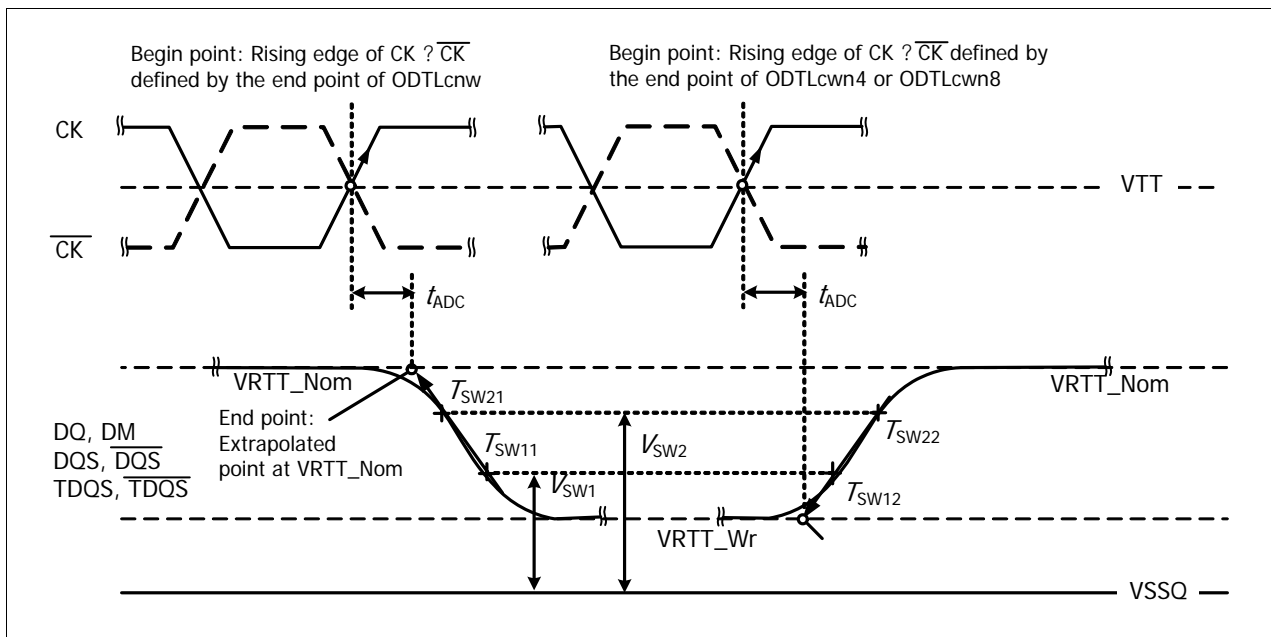 Begin point: Rising edge of CK ? CK
defined by the end point of ODTLcnw
Begin point: Rising edge of CK ? CK defined by
the end point of ODTLcwn4 or ODTLcwn8
CK
VTT
CK
tADC
tADC
VRTT_Nom
VRTT_Nom
TSW21
End point:
Extrapolated
point at VRTT_Nom
DQ, DM
DQS, DQS
TDQS, TDQS
TSW11
VSW2
TSW22
VSW1
TSW12
VRTT_Wr
VSSQ